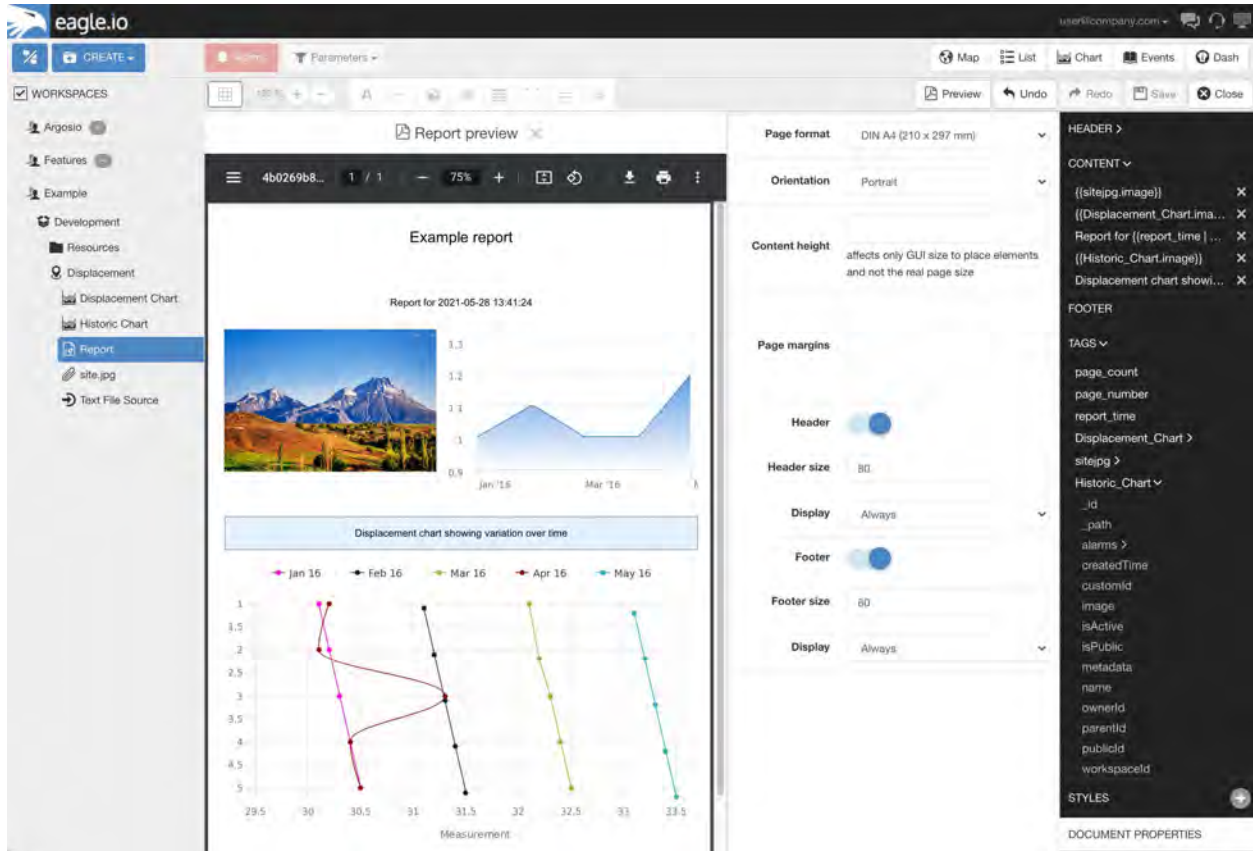 eagle.io
user@company.com
CREATE
Alarms
Parameters
Map
List
Chart
Events
Dash
WORKSPACES
Preview
Undo
Redo
Save
Close
Argosio
Features
Example
Development
Resources
Displacement
Displacement Chart
Historic Chart
Report
site.jpg
Text File Source
Report preview
4b0269b8...
1 / 1
75%
Example report
Report for 2021-05-28 13:41:24
1.3
1.2
1.1
1
0.9
Jan '16
Mar '16
Displacement chart showing variation over time
Jan 16
Feb 16
Mar 16
Apr 16
May 16
1
1.5
2
2.5
3
3.5
4
4.5
5
29.5
30
30.5
31
31.5
32
32.5
33
33.5
Measurement
Page format
DIN A4 (210 x 297 mm)
Orientation
Portrait
Content height
affects only GUI size to place elements
and not the real page size
Page margins
Header
Header size
80
Display
Always
Footer
Footer size
80
Display
Always
HEADER >
CONTENT
{{sitejpg.image}}
{{Displacement_Chart.ima...
Report for {{report_time | ...
{{Historic_Chart.image}}
Displacement chart showi...
FOOTER
TAGS
page_count
page_number
report_time
Displacement_Chart >
sitejpg >
Historic_Chart
_id
_path
alarms >
createdTime
customId
image
isActive
isPublic
metadata
name
ownerId
parentId
publicId
workspaceId
STYLES
DOCUMENT PROPERTIES